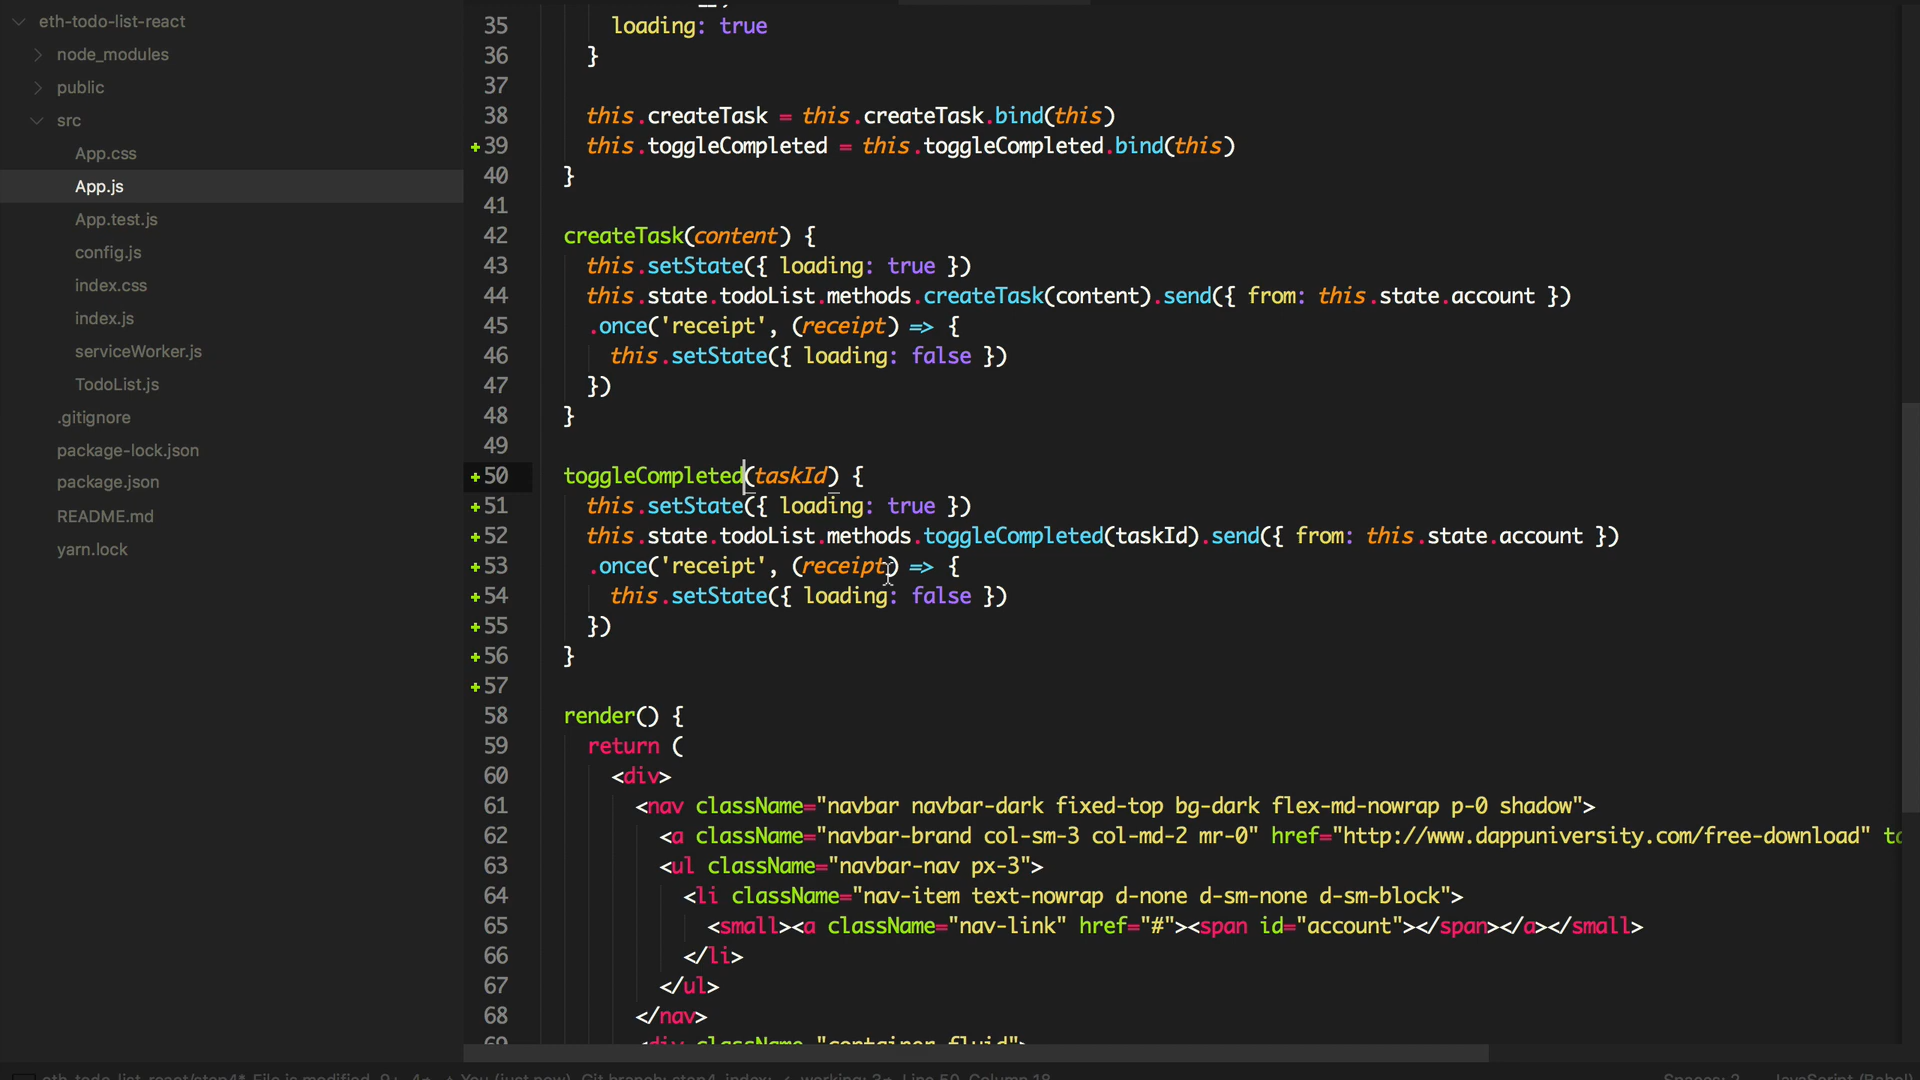 eth-todo-list-react
node_modules
public
src
App.css
App.js
App.test.js
config.js
index.css
index.js
serviceWorker.js
TodoList.js
.gitignore
package-lock.json
package.json
README.md
yarn.lock
35 loading: true
36 }
37
38 this.createTask = this.createTask.bind(this)
+39 this.toggleCompleted = this.toggleCompleted.bind(this)
40 }
41
42 createTask(content) {
43 this.setState({ loading: true })
44 this.state.todoList.methods.createTask(content).send({ from: this.state.account })
45 .once('receipt', (receipt) => {
46 this.setState({ loading: false })
47 })
48 }
49
+50 toggleCompleted(taskId) {
+51 this.setState({ loading: true })
+52 this.state.todoList.methods.toggleCompleted(taskId).send({ from: this.state.account })
+53 .once('receipt', (receipt) => {
+54 this.setState({ loading: false })
+55 })
+56 }
+57
58 render() {
59 return (
60 <div>
61 <nav className="navbar navbar-dark fixed-top bg-dark flex-md-nowrap p-0 shadow">
62 <a className="navbar-brand col-sm-3 col-md-2 mr-0" href="http://www.dappuniversity.com/free-download"
63 <ul className="navbar-nav px-3">
64 <li className="nav-item text-nowrap d-none d-sm-none d-sm-block">
65 <small><a className="nav-link" href="#"><span id="account"></span></a></small>
66 </li>
67 </ul>
68 </nav>
69 <div className="container-fluid">